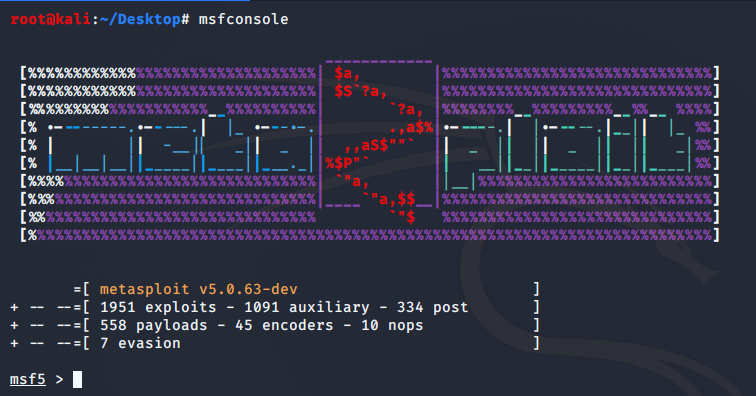 root@kali:~/Desktop# msfconsole
=[ metasploit v5.0.63-dev ]
+ -- --=[ 1951 exploits - 1091 auxiliary - 334 post ]
+ -- --=[ 558 payloads - 45 encoders - 10 nops ]
+ -- --=[ 7 evasion ]
msf5 >